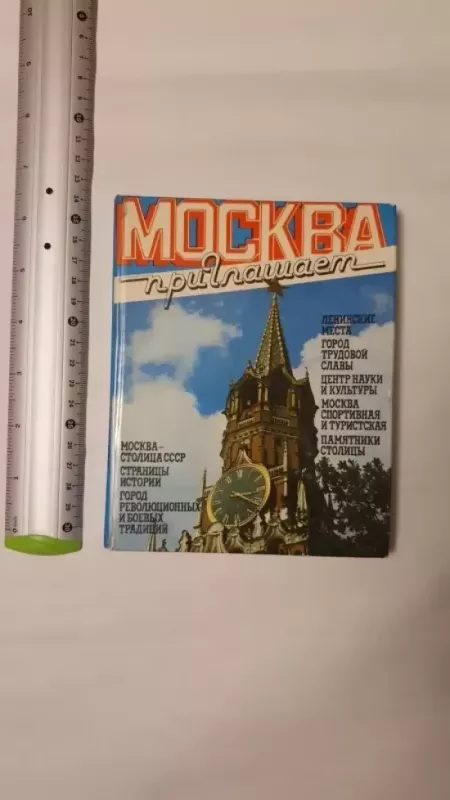 МОСКВА
приглашает
ЛЕНИНСКИЕ
МЕСТА
ГОРОД
ТРУДОВОЙ
СЛАВЫ
ЦЕНТР НАУКИ
И КУЛЬТУРЫ
МОСКВА
СПОРТИВНАЯ
И ТУРИСТСКАЯ
ПАМЯТНИКИ
СТОЛИЦЫ
МОСКВА–
СТОЛИЦА СССР
СТРАНИЦЫ
ИСТОРИИ
ГОРОД
РЕВОЛЮЦИОННЫХ
И БОЕВЫХ
ТРАДИЦИЙ